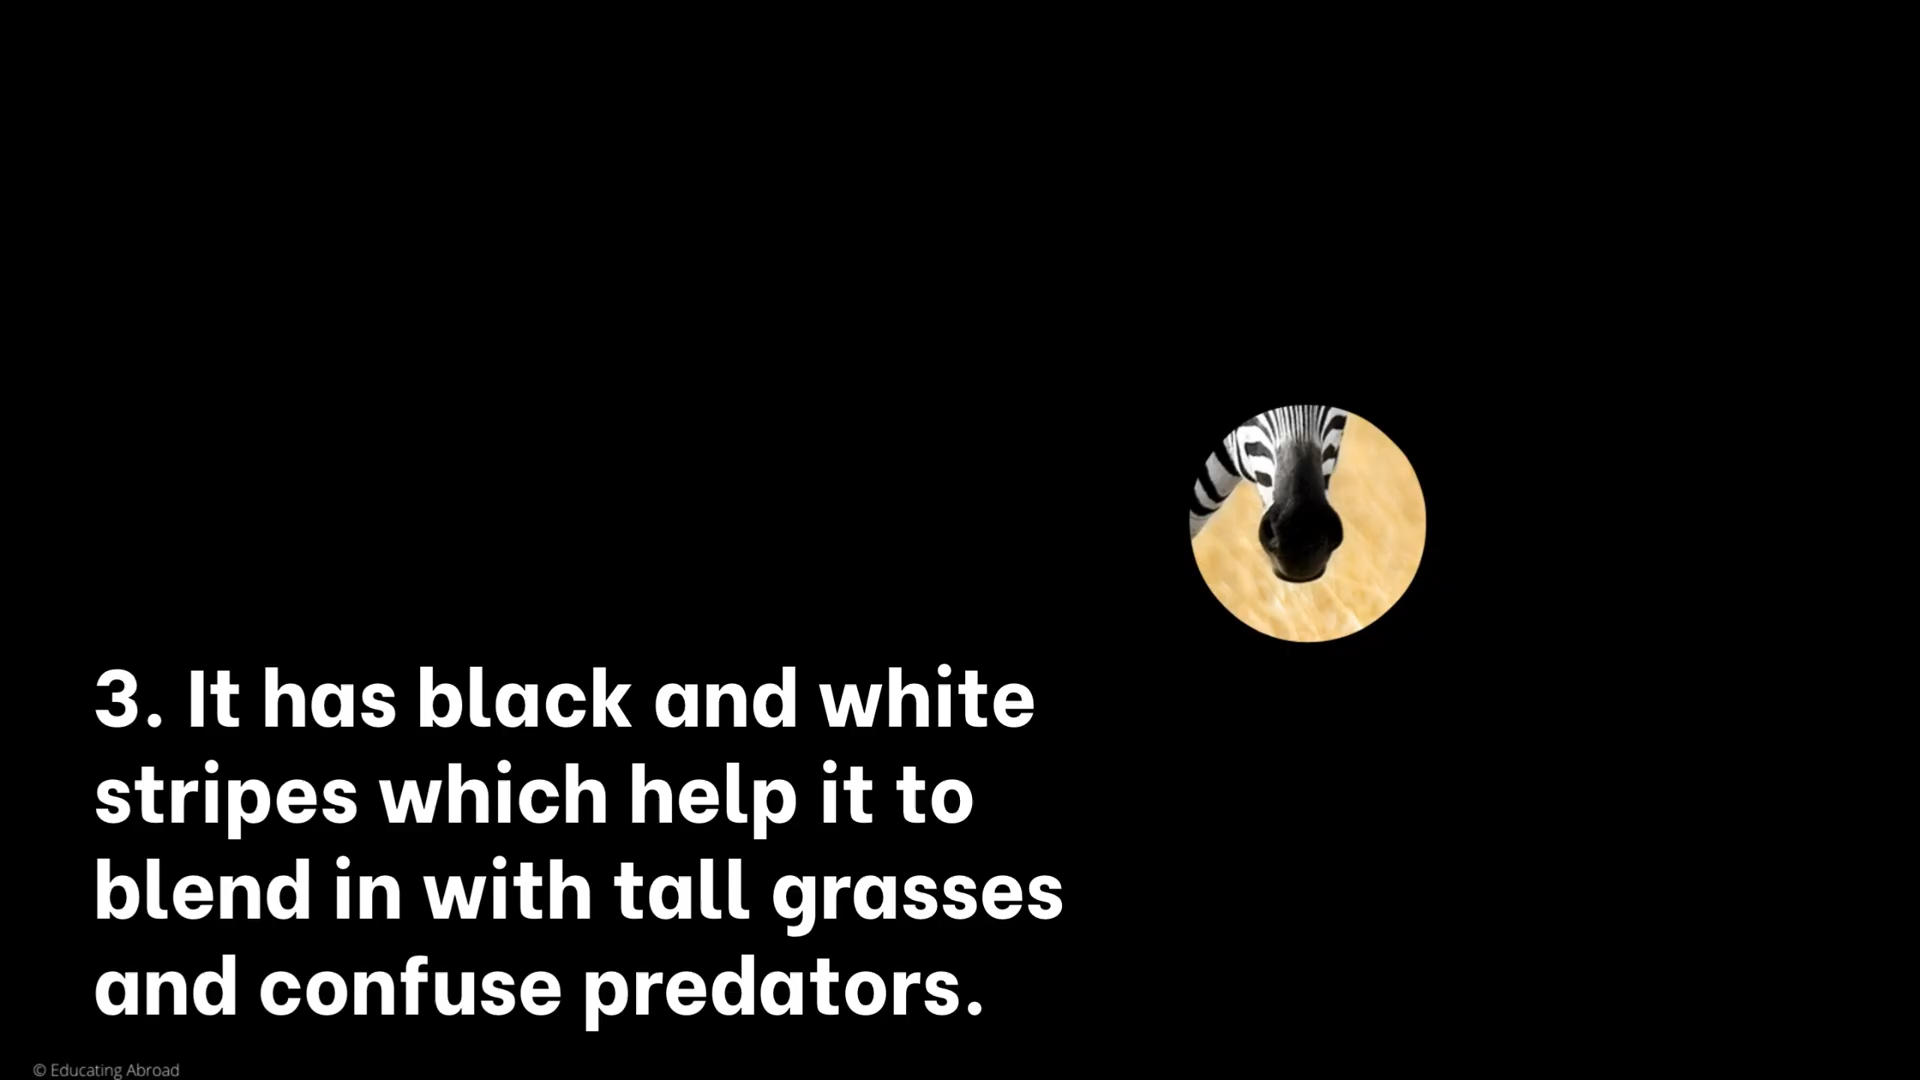 3. It has black and white
stripes which help it to
blend in with tall grasses
and confuse predators.
© Educating Abroad